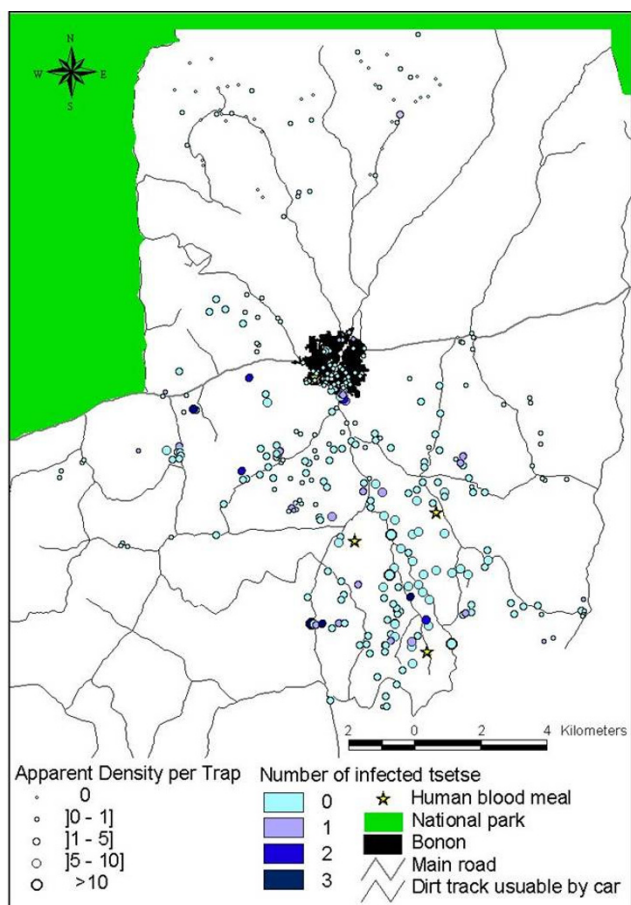 N
W E
S
2 0 2 4 Kilometers
Apparent Density per Trap
0
]0 - 1]
]1 - 5]
]5 - 10]
>10
Number of infected tsetse
0
1
2
3
Human blood meal
National park
Bonon
Main road
Dirt track usuable by car